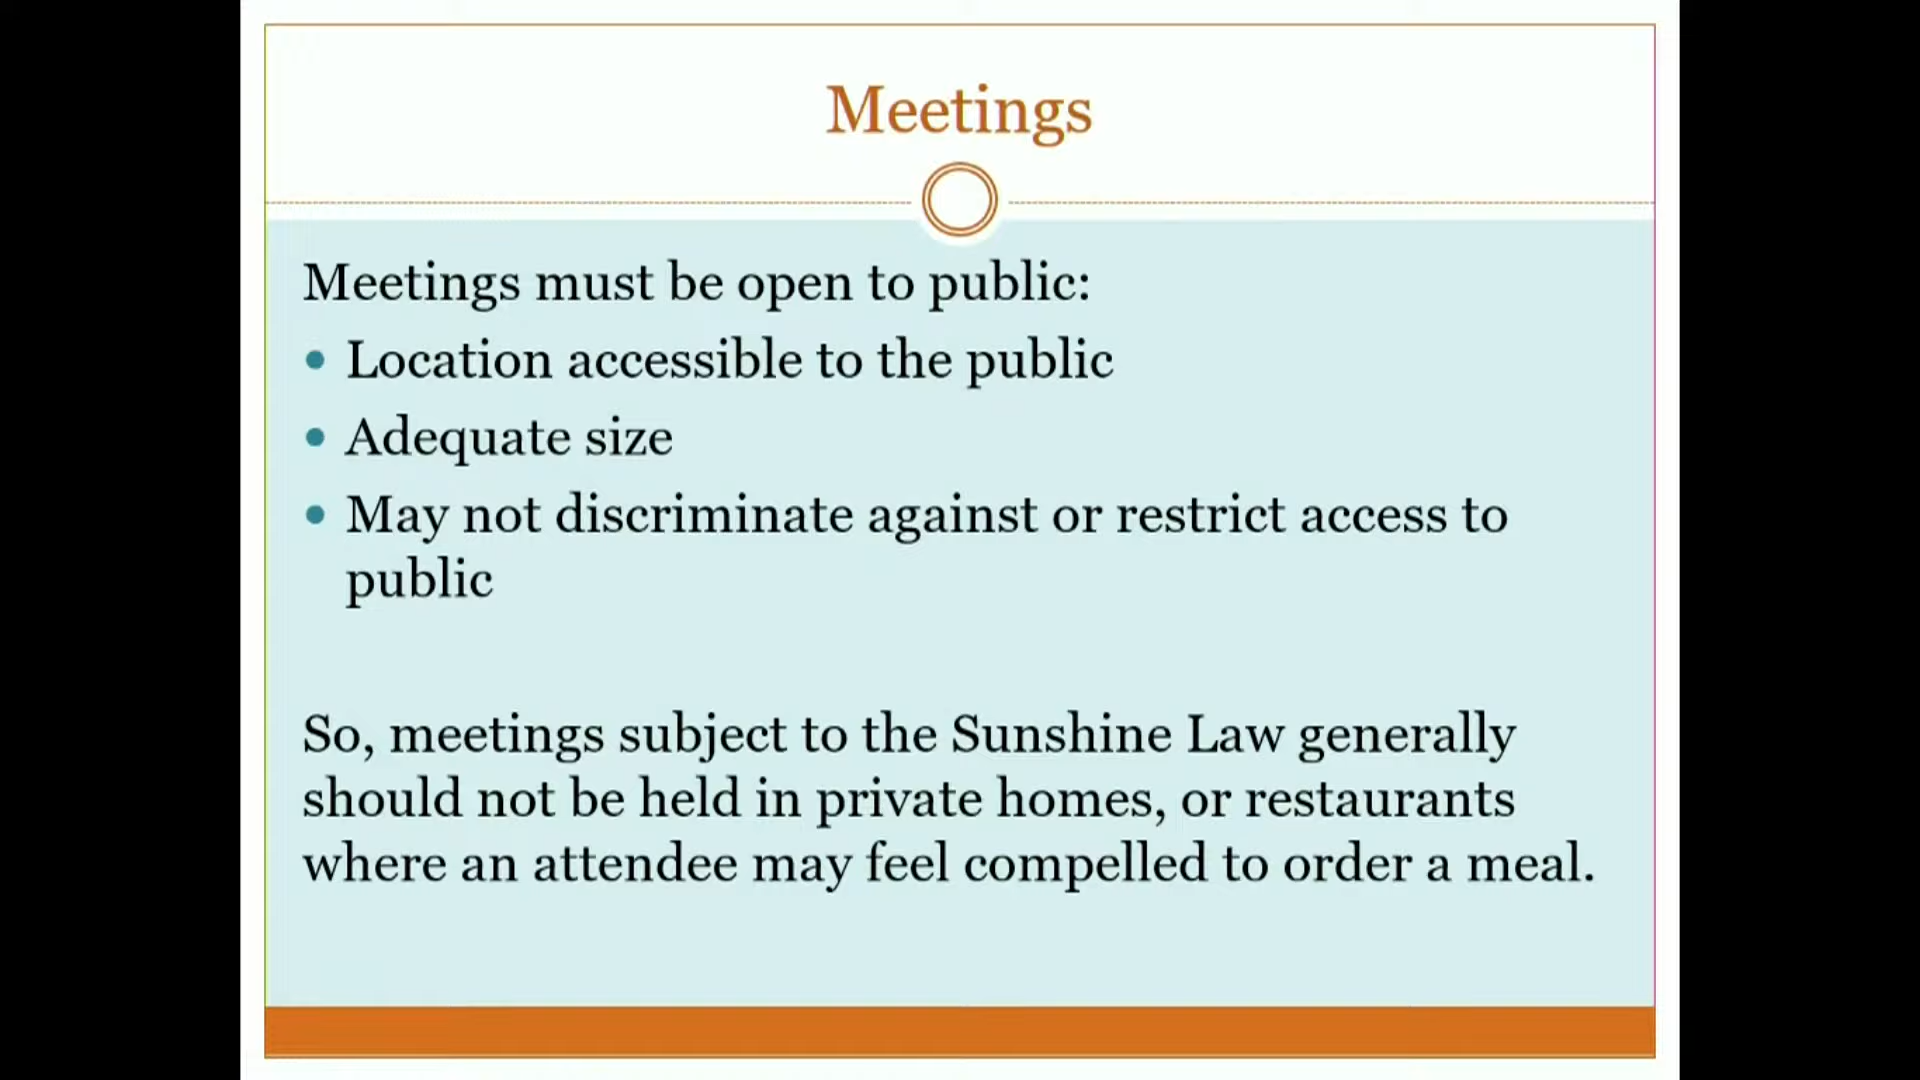 Meetings
Meetings must be open to public:
• Location accessible to the public
• Adequate size
• May not discriminate against or restrict access to
public
So, meetings subject to the Sunshine Law generally
should not be held in private homes, or restaurants
where an attendee may feel compelled to order a meal.